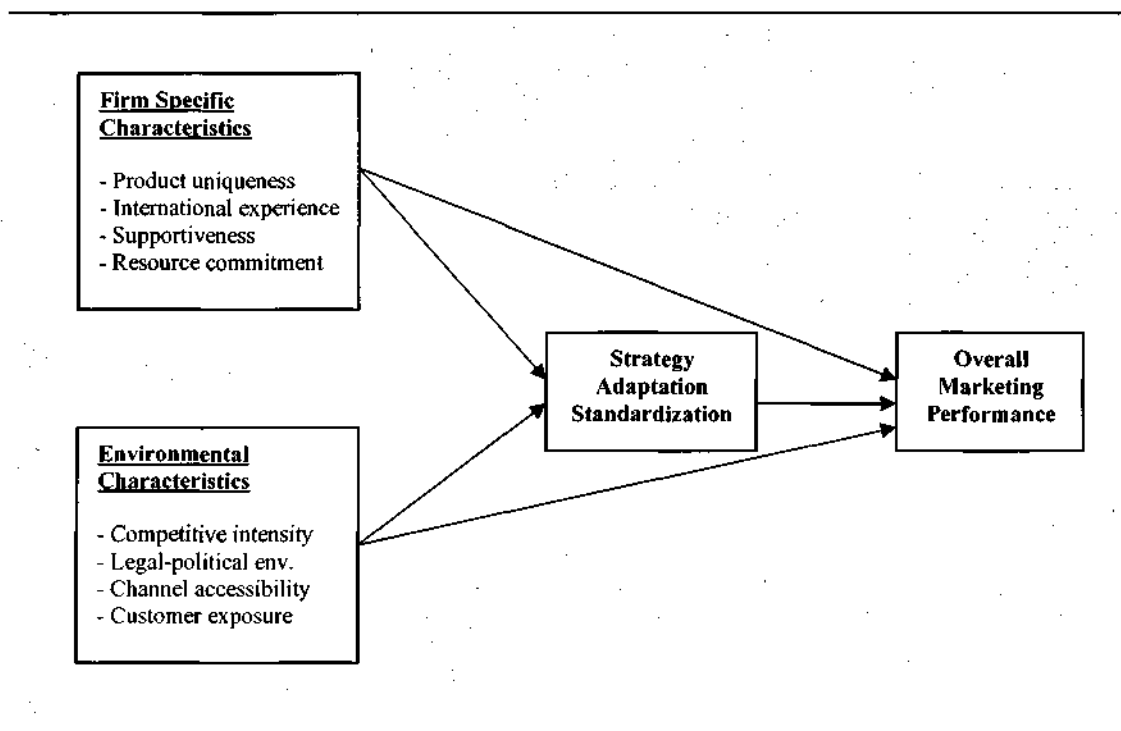 Firm Specific
Characteristics
- Product uniqueness
- International experience
- Supportiveness
- Resource commitment
Strategy
Adaptation
Standardization
Overall
Marketing
Performance
Environmental
Characteristics
- Competitive intensity
- Legal-political env.
- Channel accessibility
- Customer exposure